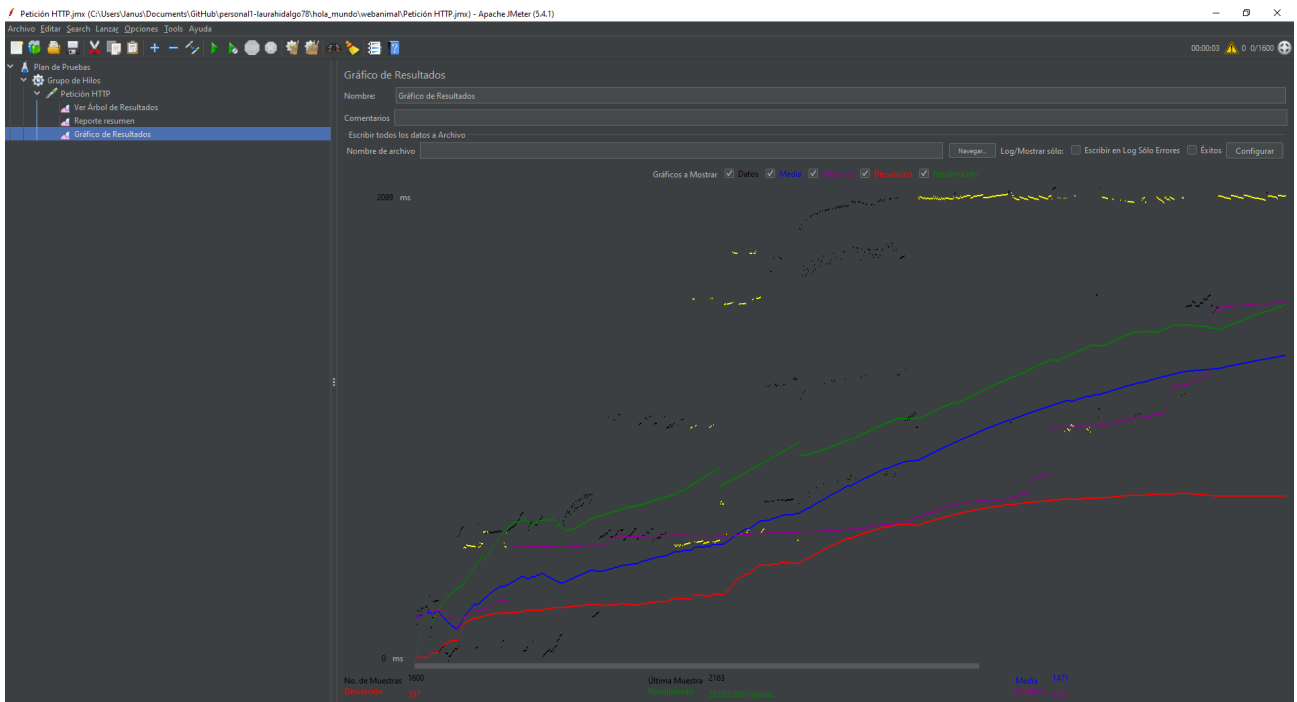 Petición HTTP.jmx (C:\Users\Janus\Documents\GitHub\personal1-laurahidalgo78\hola_mundo\webanimal\Petición HTTP.jmx) - Apache JMeter (5.4.1)
Archivo Editar Search Lanzar Opciones Tools Ayuda
00:00:03 0 0/1600
Plan de Pruebas
Grupo de Hilos
Petición HTTP
Ver Árbol de Resultados
Reporte resumen
Gráfico de Resultados
Gráfico de Resultados
Nombre: Gráfico de Resultados
Comentarios
Escribir todos los datos a Archivo
Nombre de archivo Navegar... Log/Mostrar sólo: Escribir en Log Sólo Errores Éxitos Configurar
Gráficos a Mostrar Datos Media Desviación Rendimiento
2089 ms
0 ms
No. de Muestras 1600 Última Muestra 2163 Media 1471
Desviación Rendimiento